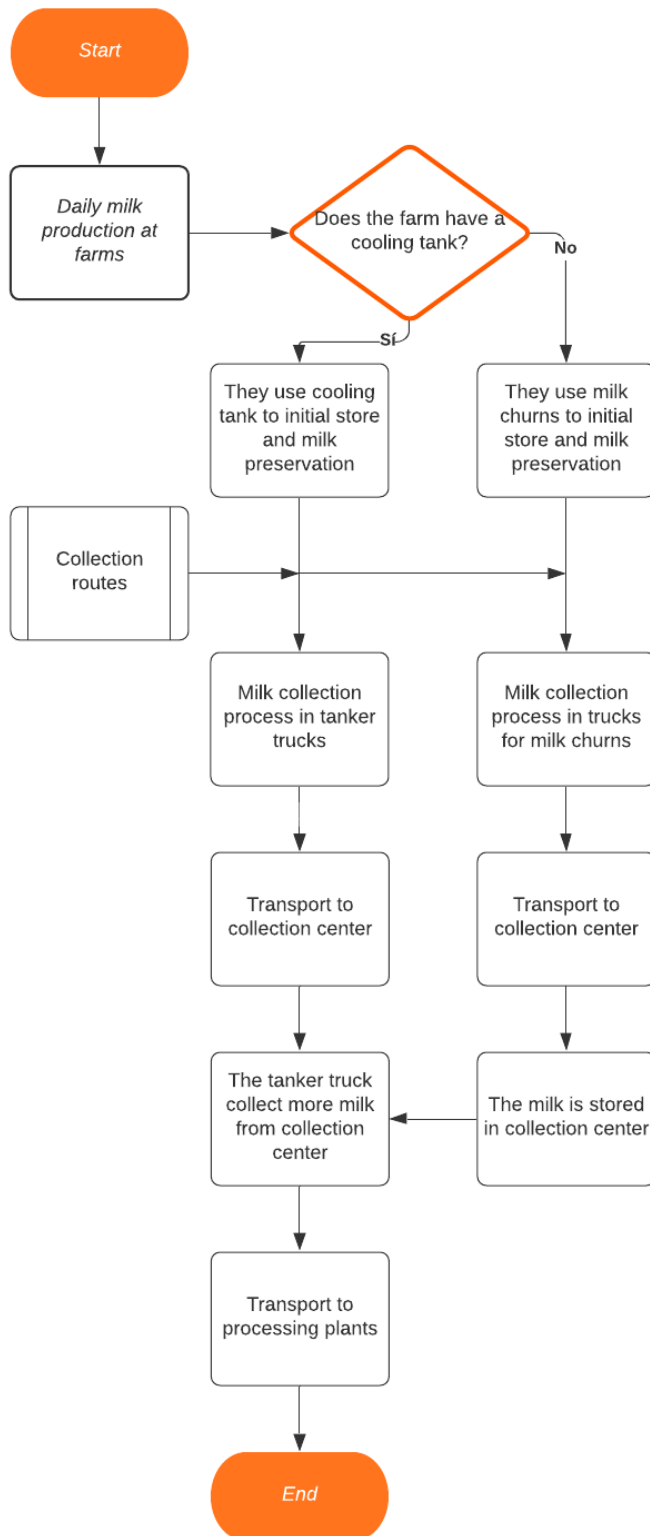 Start
Daily milk
production at
farms
Does the farm have a
cooling tank?
No
Sí
They use cooling
tank to initial store
and milk
preservation
They use milk
churns to initial
store and milk
preservation
Collection
routes
Milk collection
process in tanker
trucks
Milk collection
process in trucks
for milk churns
Transport to
collection center
Transport to
collection center
The tanker truck
collect more milk
from collection
center
The milk is stored
in collection center
Transport to
processing plants
End